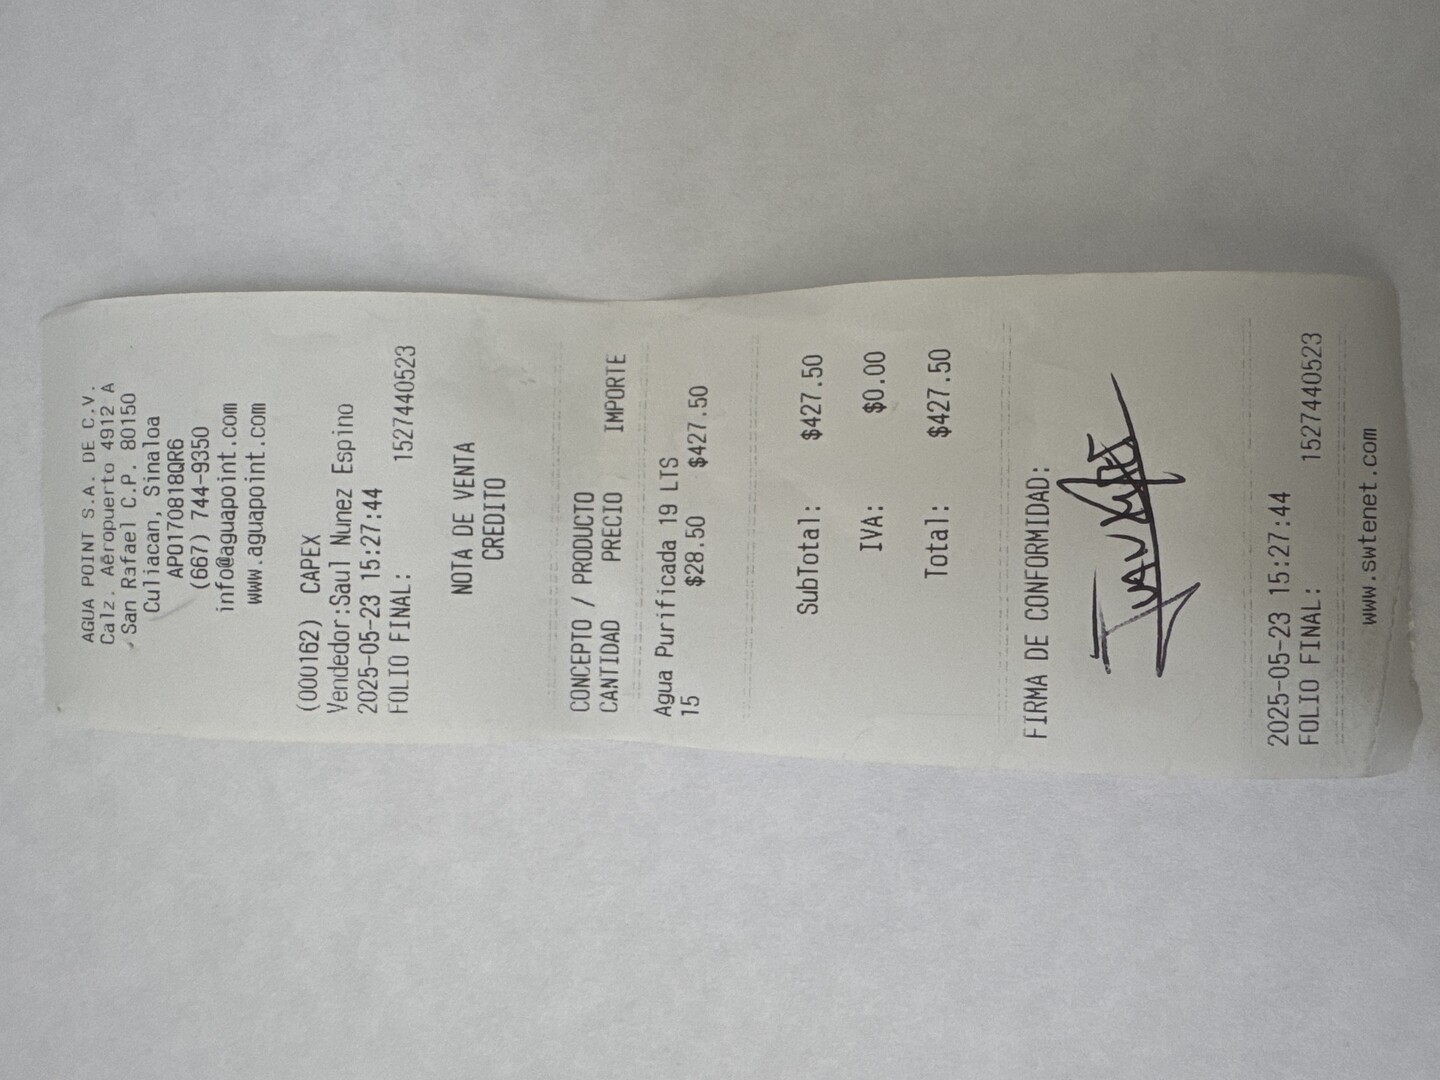 AGUA POINT S.A. DE C.V.
Calz. Aeropuerto 4912 A
San Rafael C.P. 80150
Culiacan, Sinaloa
APO170818QR6
(667) 744-9350
info@aguapoint.com
www.aguapoint.com
(000162) CAPEX
Vendedor:Saul Nunez Espino
2025-05-23 15:27:44
FOLIO FINAL: 1527440523
NOTA DE VENTA
CREDITO
CONCEPTO / PRODUCTO
CANTIDAD PRECIO IMPORTE
Agua Purificada 19 LTS
15 $28.50 $427.50
SubTotal: $427.50
IVA: $0.00
Total: $427.50
FIRMA DE CONFORMIDAD:
2025-05-23 15:27:44
FOLIO FINAL: 1527440523
www.swtenet.com